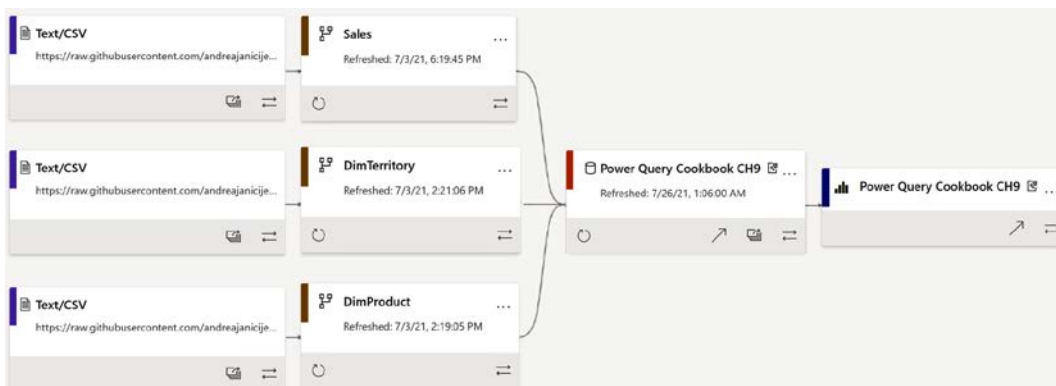 Text/CSV
https://raw.githubusercontent.com/andreajanicije...
Sales
Refreshed: 7/3/21, 6:19:45 PM
Text/CSV
https://raw.githubusercontent.com/andreajanicije...
DimTerritory
Refreshed: 7/3/21, 2:21:06 PM
Power Query Cookbook CH9
Refreshed: 7/26/21, 1:06:00 AM
Power Query Cookbook CH9
Text/CSV
https://raw.githubusercontent.com/andreajanicije...
DimProduct
Refreshed: 7/3/21, 2:19:05 PM